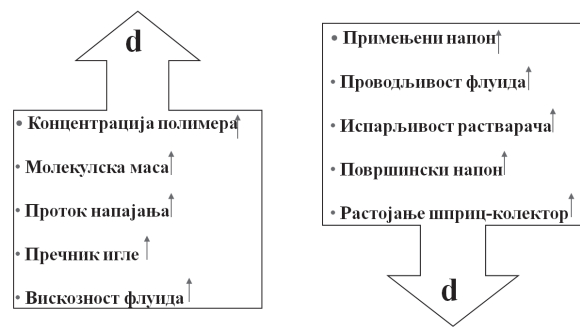 d
• Концентрација полимера↑
• Молекулска маса↑
• Проток напајања↑
• Пречник игле ↑
• Вискозност флуида↑
• Примењени напон↑
• Проводљивост флуида↑
• Испарљивост растварача↑
• Површински напон↑
• Растојање шприц-колектор↑
d